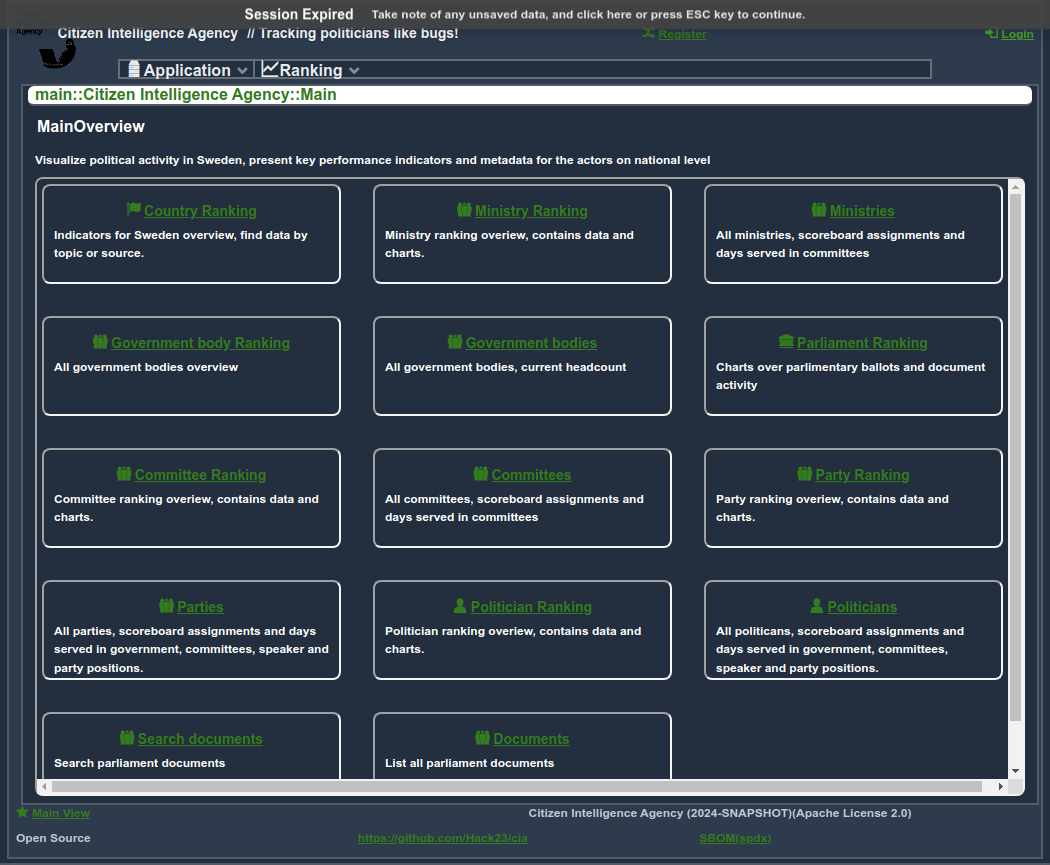 Session Expired Take note of any unsaved data, and click here or press ESC key to continue.
Agency
Citizen Intelligence Agency // Tracking politicians like bugs!
Register
Login
Application
Ranking
main::Citizen Intelligence Agency::Main
MainOverview
Visualize political activity in Sweden, present key performance indicators and metadata for the actors on national level
Country Ranking
Indicators for Sweden overview, find data by
topic or source.
Ministry Ranking
Ministry ranking overiew, contains data and
charts.
Ministries
All ministries, scoreboard assignments and
days served in committees
Government body Ranking
All government bodies overview
Government bodies
All government bodies, current headcount
Parliament Ranking
Charts over parlimentary ballots and document
activity
Committee Ranking
Committee ranking overiew, contains data and
charts.
Committees
All committees, scoreboard assignments and
days served in committees
Party Ranking
Party ranking overiew, contains data and
charts.
Parties
All parties, scoreboard assignments and days
served in government, committees, speaker and
party positions.
Politician Ranking
Politician ranking overiew, contains data and
charts.
Politicians
All politicans, scoreboard assignments and
days served in government, committees,
speaker and party positions.
Search documents
Search parliament documents
Documents
List all parliament documents
Main View
Citizen Intelligence Agency (2024-SNAPSHOT)(Apache License 2.0)
Open Source
https://github.com/Hack23/cia
SBOM(spdx)